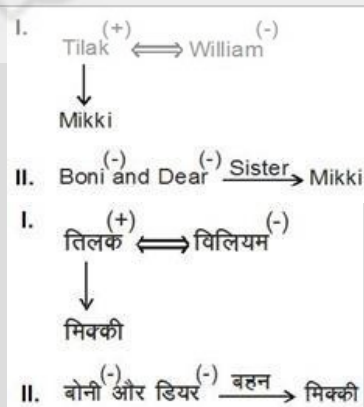 I. Tilak (+) ⟺ William (-)
↓
Mikki
II. Boni (-) and Dear (-) Sister → Mikki
I. तिलक (+) ⟺ विलियम (-)
↓
मिक्की
II. बोनी (-) और डियर (-) बहन → मिक्की